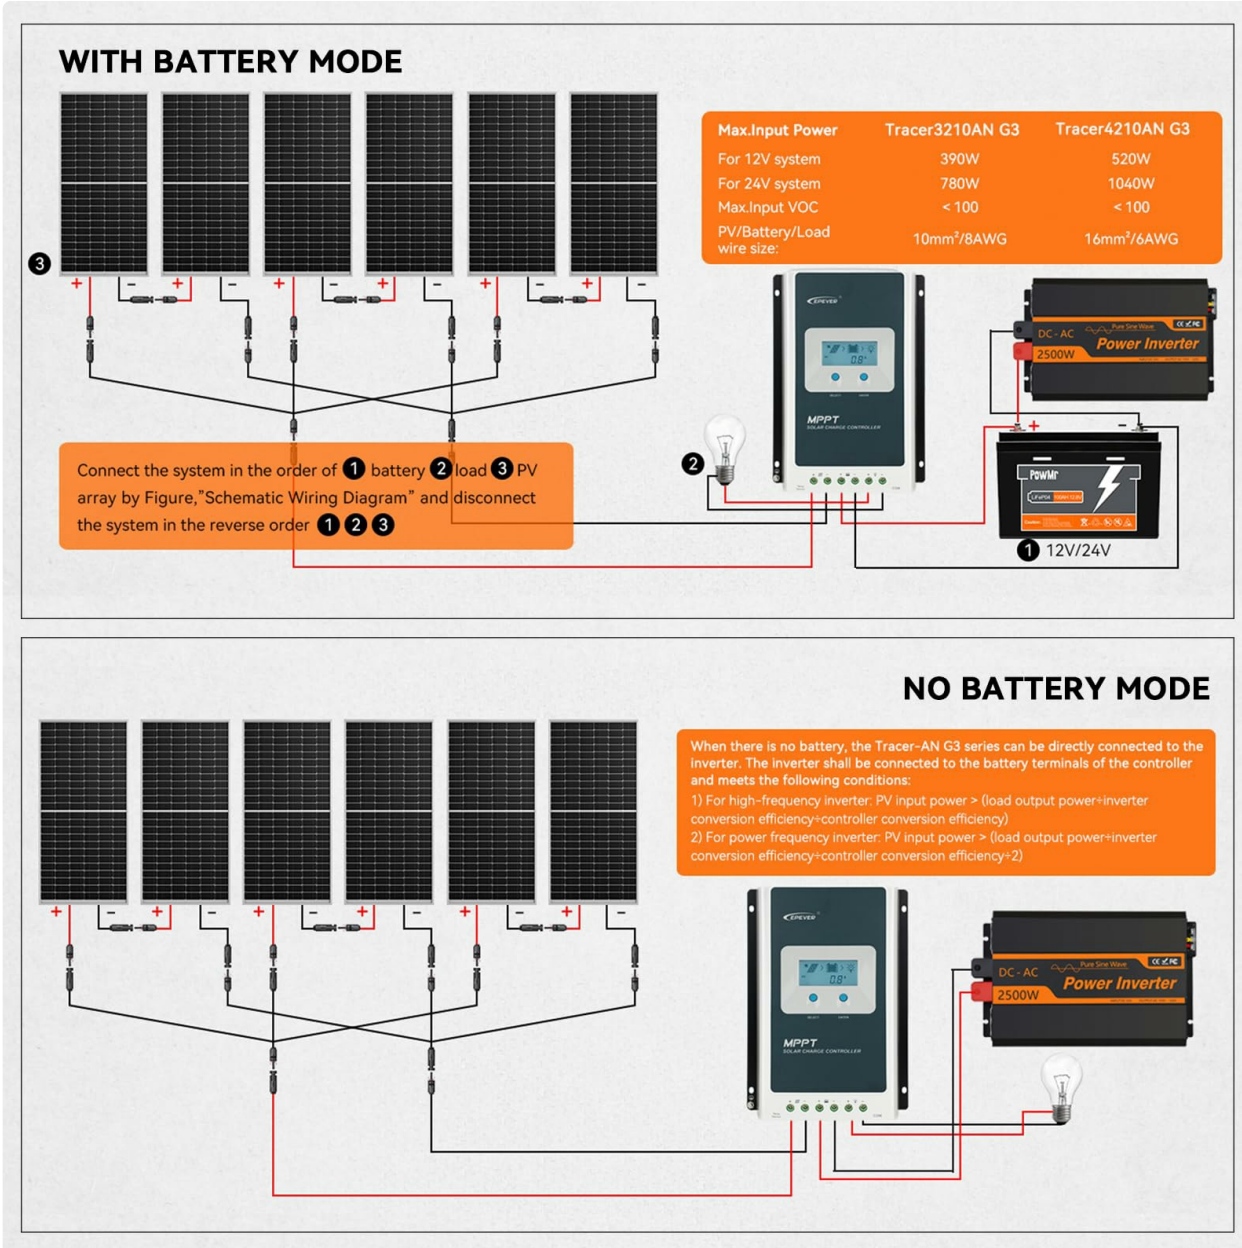 WITH BATTERY MODE
Max.Input Power Tracer3210AN G3 Tracer4210AN G3
For 12V system 390W 520W
For 24V system 780W 1040W
Max.Input VOC < 100 < 100
PV/Battery/Load
wire size: 10mm²/8AWG 16mm²/6AWG
3
+ - + - + - + - + - + -
EPEVER
0.8
MPPT
SOLAR CHARGE CONTROLLER
DC - AC Pure Sine Wave
Power Inverter
2500W
2
+ -
PowMr
LiFePO4
1 12V/24V
Connect the system in the order of 1 battery 2 load 3 PV
array by Figure,"Schematic Wiring Diagram" and disconnect
the system in the reverse order 1 2 3
NO BATTERY MODE
When there is no battery, the Tracer-AN G3 series can be directly connected to the
inverter. The inverter shall be connected to the battery terminals of the controller
and meets the following conditions:
1) For high-frequency inverter: PV input power > (load output power÷inverter
conversion efficiency÷controller conversion efficiency)
2) For power frequency inverter: PV input power > (load output power÷inverter
conversion efficiency÷controller conversion efficiency÷2)
+ - + - + - + - + - + -
EPEVER
0.8
SELECT ENTER
MPPT
SOLAR CHARGE CONTROLLER
DC - AC Pure Sine Wave
Power Inverter
2500W